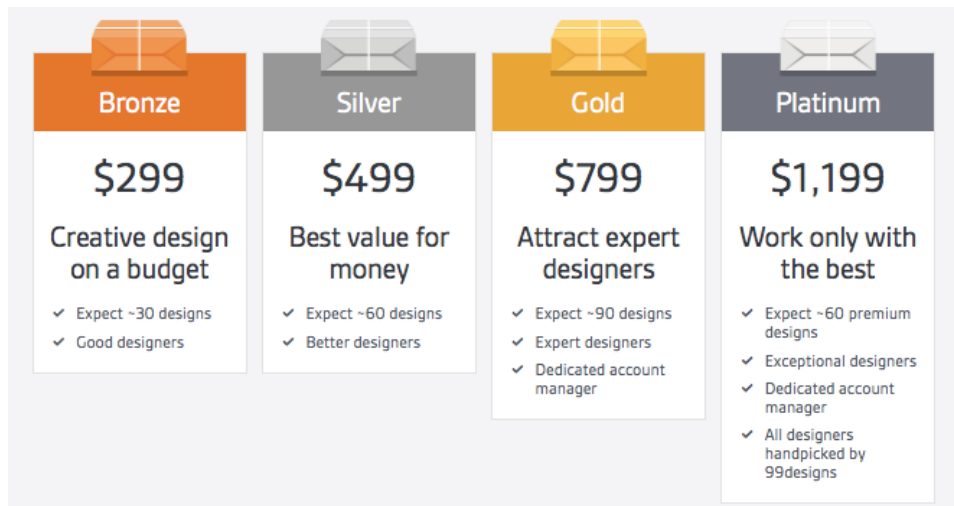 Bronze
$299
Creative design
on a budget
✓ Expect ~30 designs
✓ Good designers
Silver
$499
Best value for
money
✓ Expect ~60 designs
✓ Better designers
Gold
$799
Attract expert
designers
✓ Expect ~90 designs
✓ Expert designers
✓ Dedicated account
manager
Platinum
$1,199
Work only with
the best
✓ Expect ~60 premium
designs
✓ Exceptional designers
✓ Dedicated account
manager
✓ All designers
handpicked by
99designs